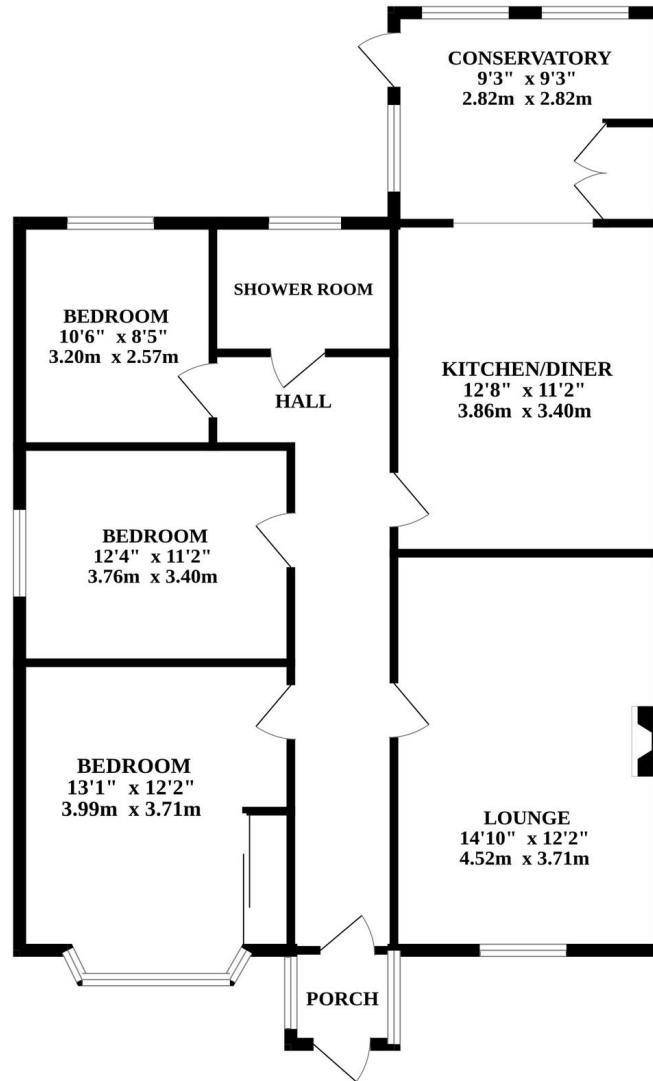 CONSERVATORY
9'3" x 9'3"
2.82m x 2.82m
SHOWER ROOM
BEDROOM
10'6" x 8'5"
3.20m x 2.57m
KITCHEN/DINER
12'8" x 11'2"
3.86m x 3.40m
HALL
BEDROOM
12'4" x 11'2"
3.76m x 3.40m
BEDROOM
13'1" x 12'2"
3.99m x 3.71m
LOUNGE
14'10" x 12'2"
4.52m x 3.71m
PORCH